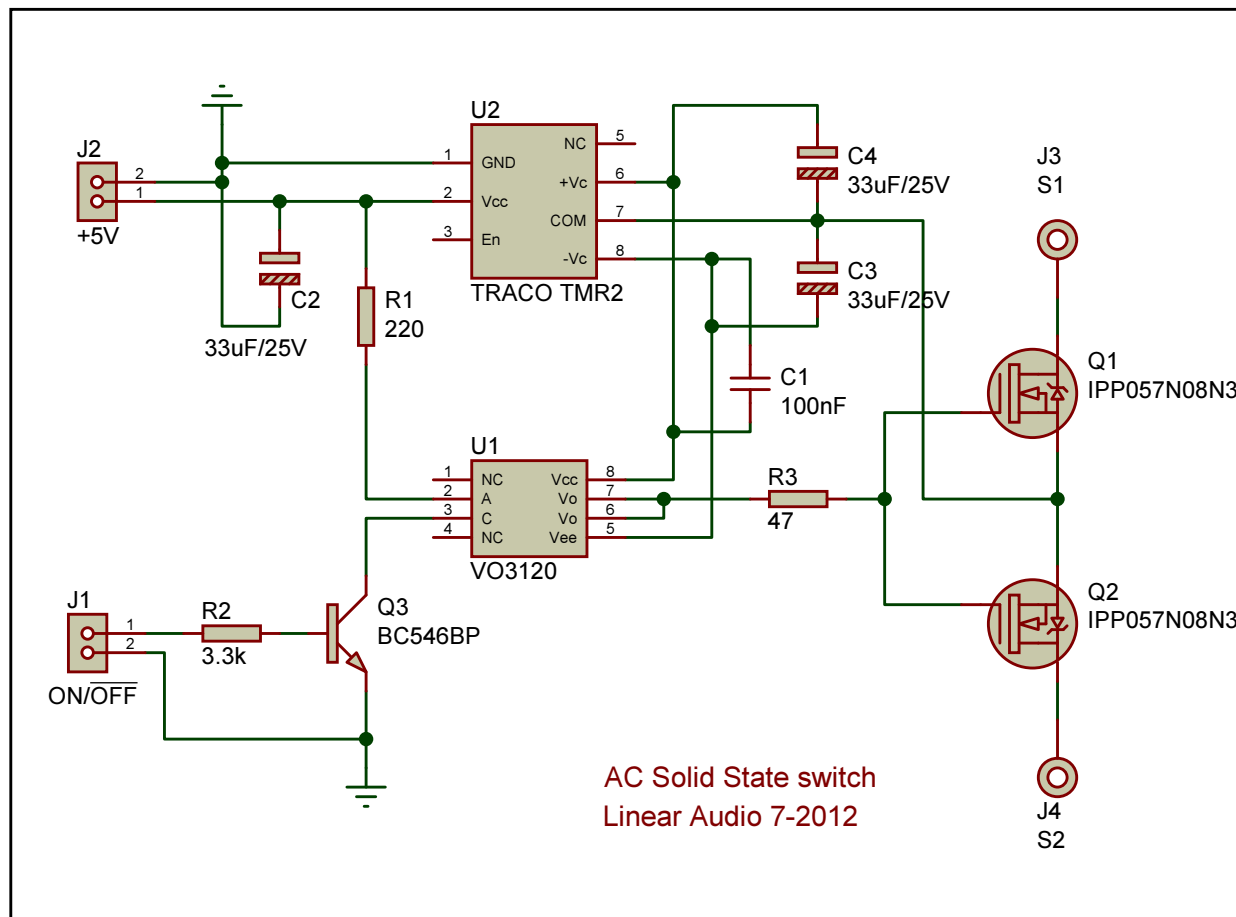 U2
J2
2
1
+5V
1
GND
2
Vcc
3
En
NC
5
+Vc
6
COM
7
-Vc
8
TRACO TMR2
C4
33uF/25V
C3
33uF/25V
C2
33uF/25V
R1
220
C1
100nF
J3
S1
Q1
IPP057N08N3
U1
1
NC
2
A
3
C
4
NC
Vcc
8
Vo
7
Vo
6
Vee
5
VO3120
R3
47
Q2
IPP057N08N3
J1
1
2
ON/OFF
R2
3.3k
Q3
BC546BP
AC Solid State switch
Linear Audio 7-2012
J4
S2